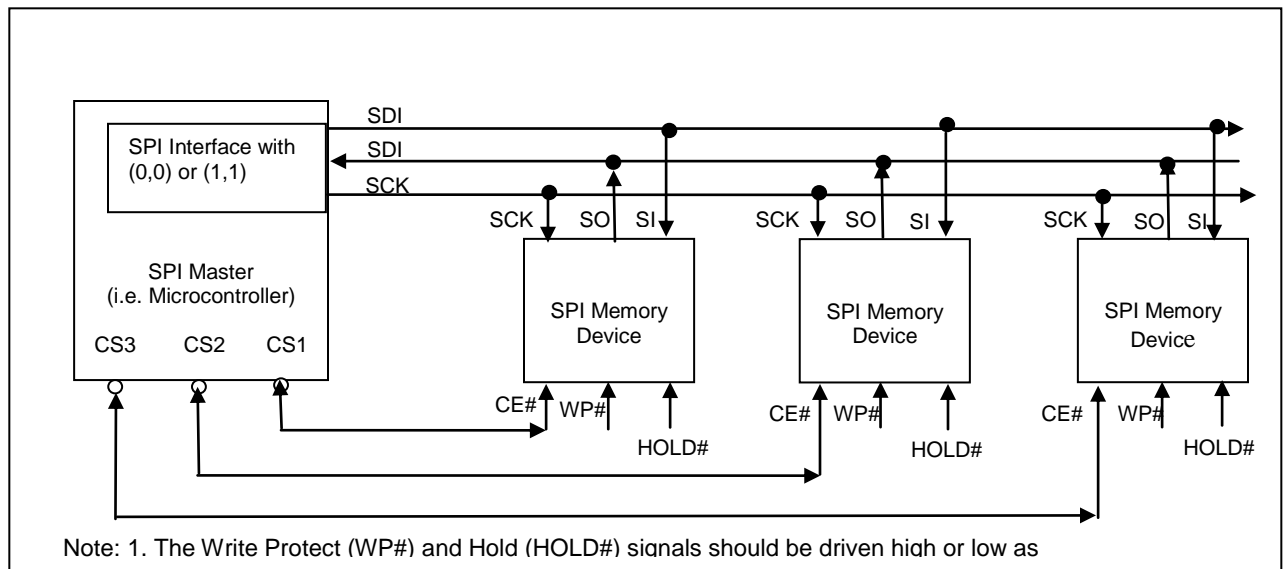 SDI
SPI Interface with
(0,0) or (1,1)
SDI
SCK
SCK SO SI SCK SO SI SCK SO SI
SPI Master
(i.e. Microcontroller)
SPI Memory
Device
SPI Memory
Device
SPI Memory
Device
CS3 CS2 CS1
CE# WP# CE# WP# CE# WP#
HOLD# HOLD# HOLD#
Note: 1. The Write Protect (WP#) and Hold (HOLD#) signals should be driven high or low as